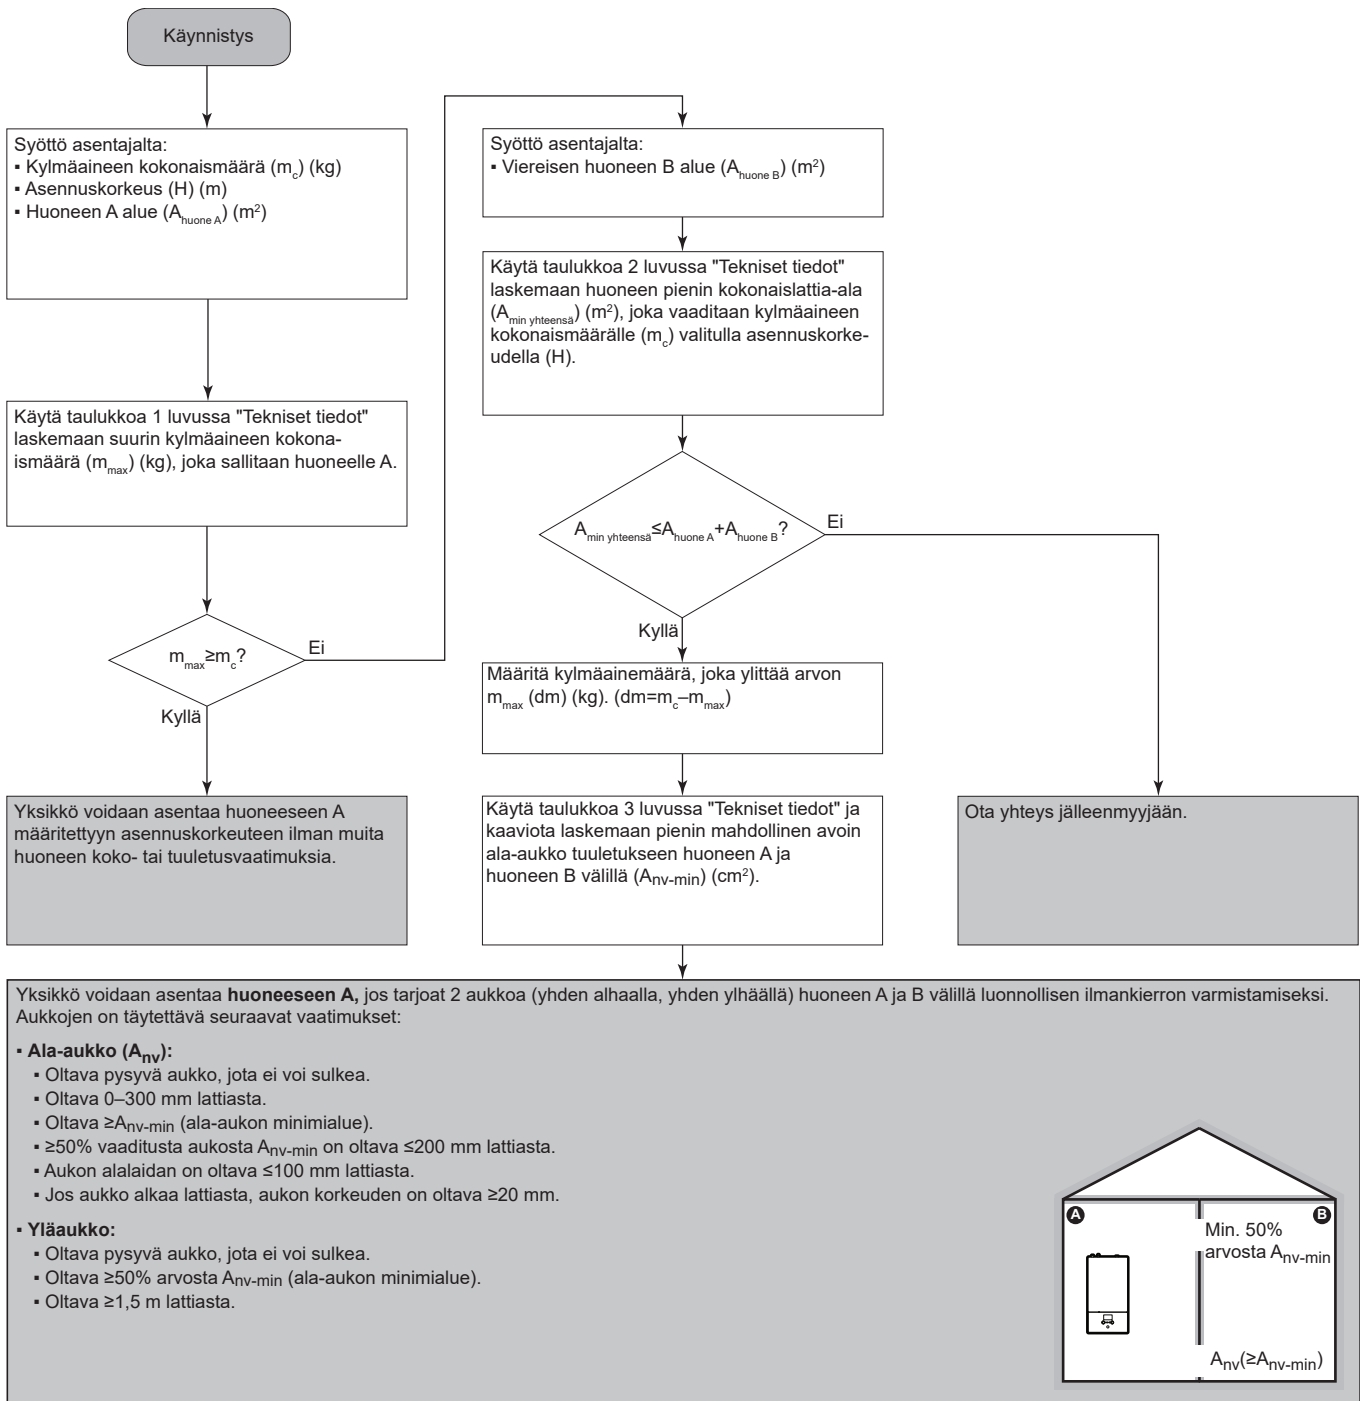 Käynnistys
Syöttö asentajalta:
▪ Kylmäaineen kokonaismäärä (mc) (kg)
▪ Asennuskorkeus (H) (m)
▪ Huoneen A alue (Ahuone A) (m²)
Käytä taulukkoa 1 luvussa "Tekniset tiedot"
laskemaan suurin kylmäaineen kokona-
ismäärä (mmax) (kg), joka sallitaan huoneelle A.
mmax≥mc?
Ei
Kyllä
Yksikkö voidaan asentaa huoneeseen A
määritettyyn asennuskorkeuteen ilman muita
huoneen koko- tai tuuletusvaatimuksia.
Syöttö asentajalta:
▪ Viereisen huoneen B alue (Ahuone B) (m²)
Käytä taulukkoa 2 luvussa "Tekniset tiedot"
laskemaan huoneen pienin kokonaislattia-ala
(Amin yhteensä) (m²), joka vaaditaan kylmäaineen
kokonaismäärälle (mc) valitulla asennuskorke-
udella (H).
Amin yhteensä≤Ahuone A+Ahuone B?
Ei
Kyllä
Määritä kylmäainemäärä, joka ylittää arvon
mmax (dm) (kg). (dm=mc–mmax)
Käytä taulukkoa 3 luvussa "Tekniset tiedot" ja
kaaviota laskemaan pienin mahdollinen avoin
ala-aukko tuuletukseen huoneen A ja
huoneen B välillä (Anv-min) (cm²).
Ota yhteys jälleenmyyjään.
Yksikkö voidaan asentaa huoneeseen A, jos tarjoat 2 aukkoa (yhden alhaalla, yhden ylhäällä) huoneen A ja B välillä luonnollisen ilmankierron varmistamiseksi.
Aukkojen on täytettävä seuraavat vaatimukset:
▪ Ala-aukko (Anv):
▪ Oltava pysyvä aukko, jota ei voi sulkea.
▪ Oltava 0–300 mm lattiasta.
▪ Oltava ≥Anv-min (ala-aukon minimialue).
▪ ≥50% vaaditusta aukosta Anv-min on oltava ≤200 mm lattiasta.
▪ Aukon alalaidan on oltava ≤100 mm lattiasta.
▪ Jos aukko alkaa lattiasta, aukon korkeuden on oltava ≥20 mm.
▪ Yläaukko:
▪ Oltava pysyvä aukko, jota ei voi sulkea.
▪ Oltava ≥50% arvosta Anv-min (ala-aukon minimialue).
▪ Oltava ≥1,5 m lattiasta.
A
B
Min. 50%
arvosta Anv-min
Anv(≥Anv-min)